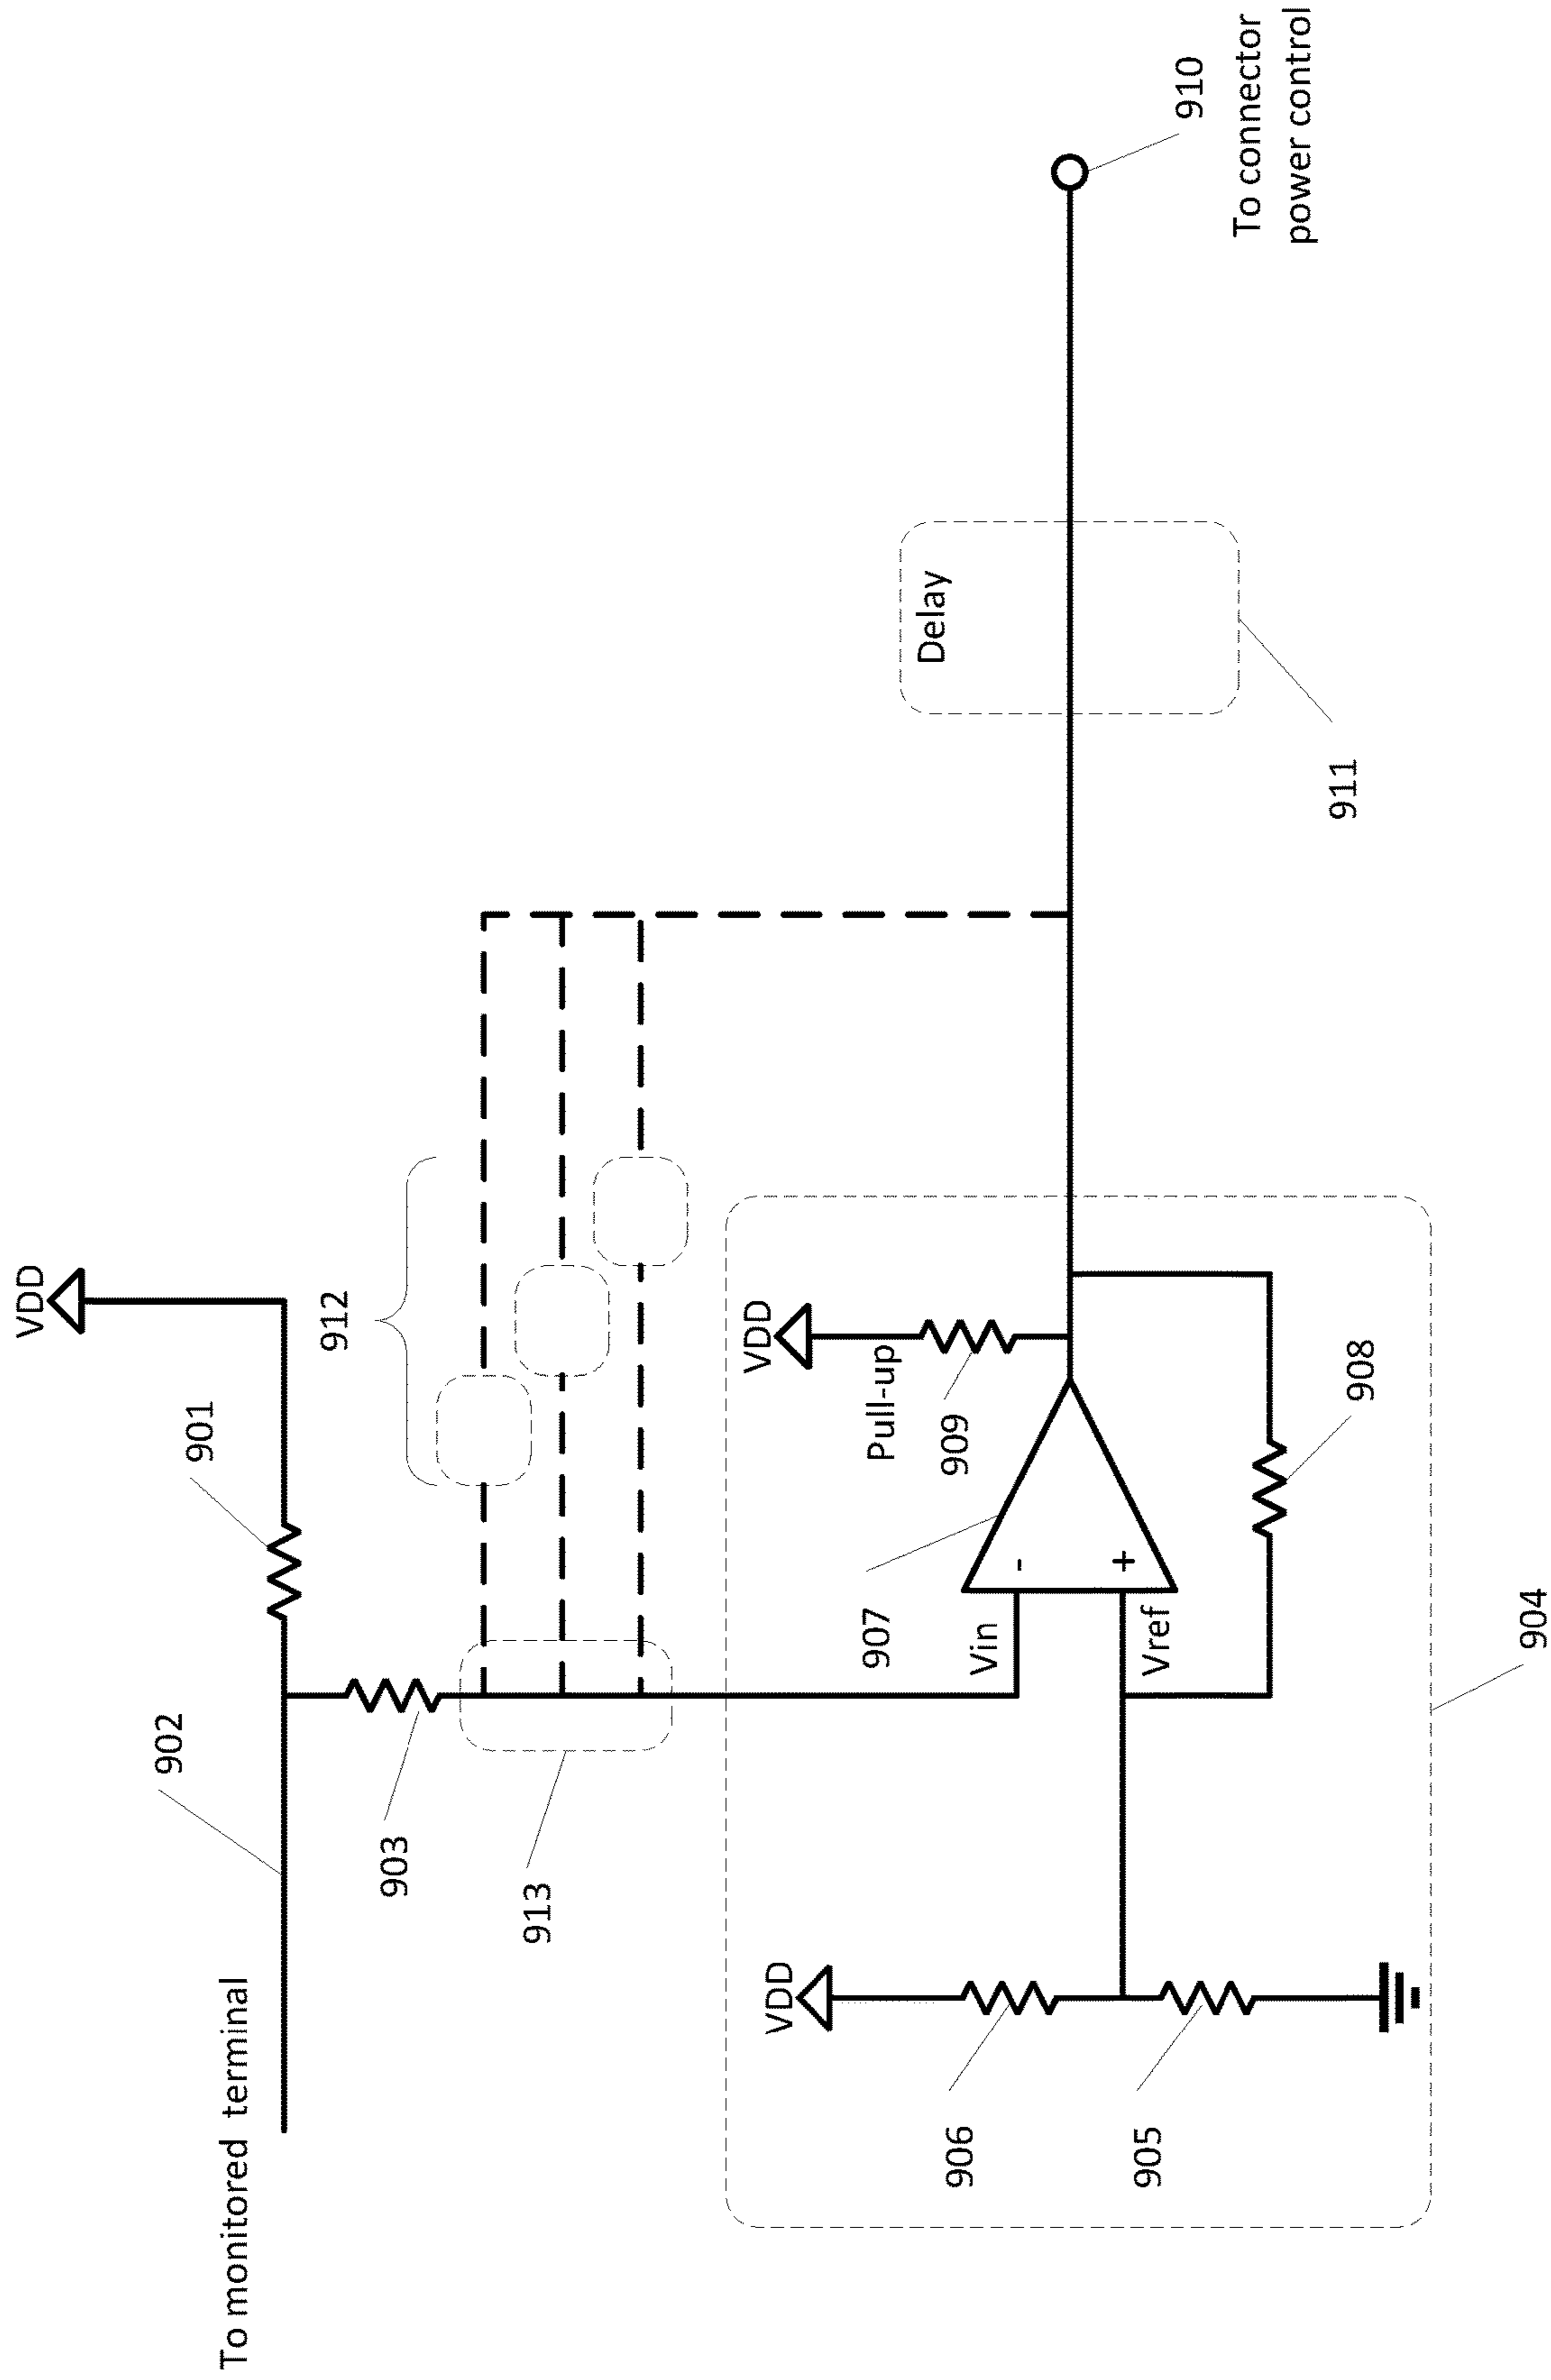 To monitored terminal
902
901
VDD
903
913
912
VDD
906
905
Vin
Vref
907
Pull-up
909
VDD
908
904
Delay
911
910
To connector
power control